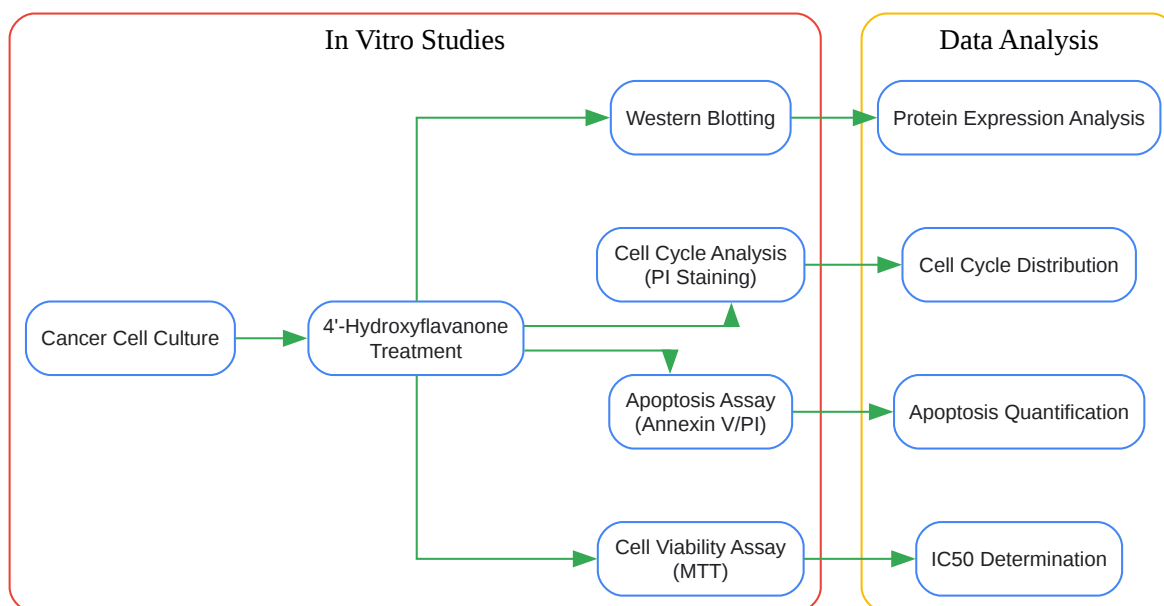 In Vitro Studies
Data Analysis
Western Blotting
Protein Expression Analysis
Cell Cycle Analysis
(PI Staining)
Cell Cycle Distribution
Cancer Cell Culture
4'-Hydroxyflavanone
Treatment
Apoptosis Assay
(Annexin V/PI)
Apoptosis Quantification
Cell Viability Assay
(MTT)
IC50 Determination